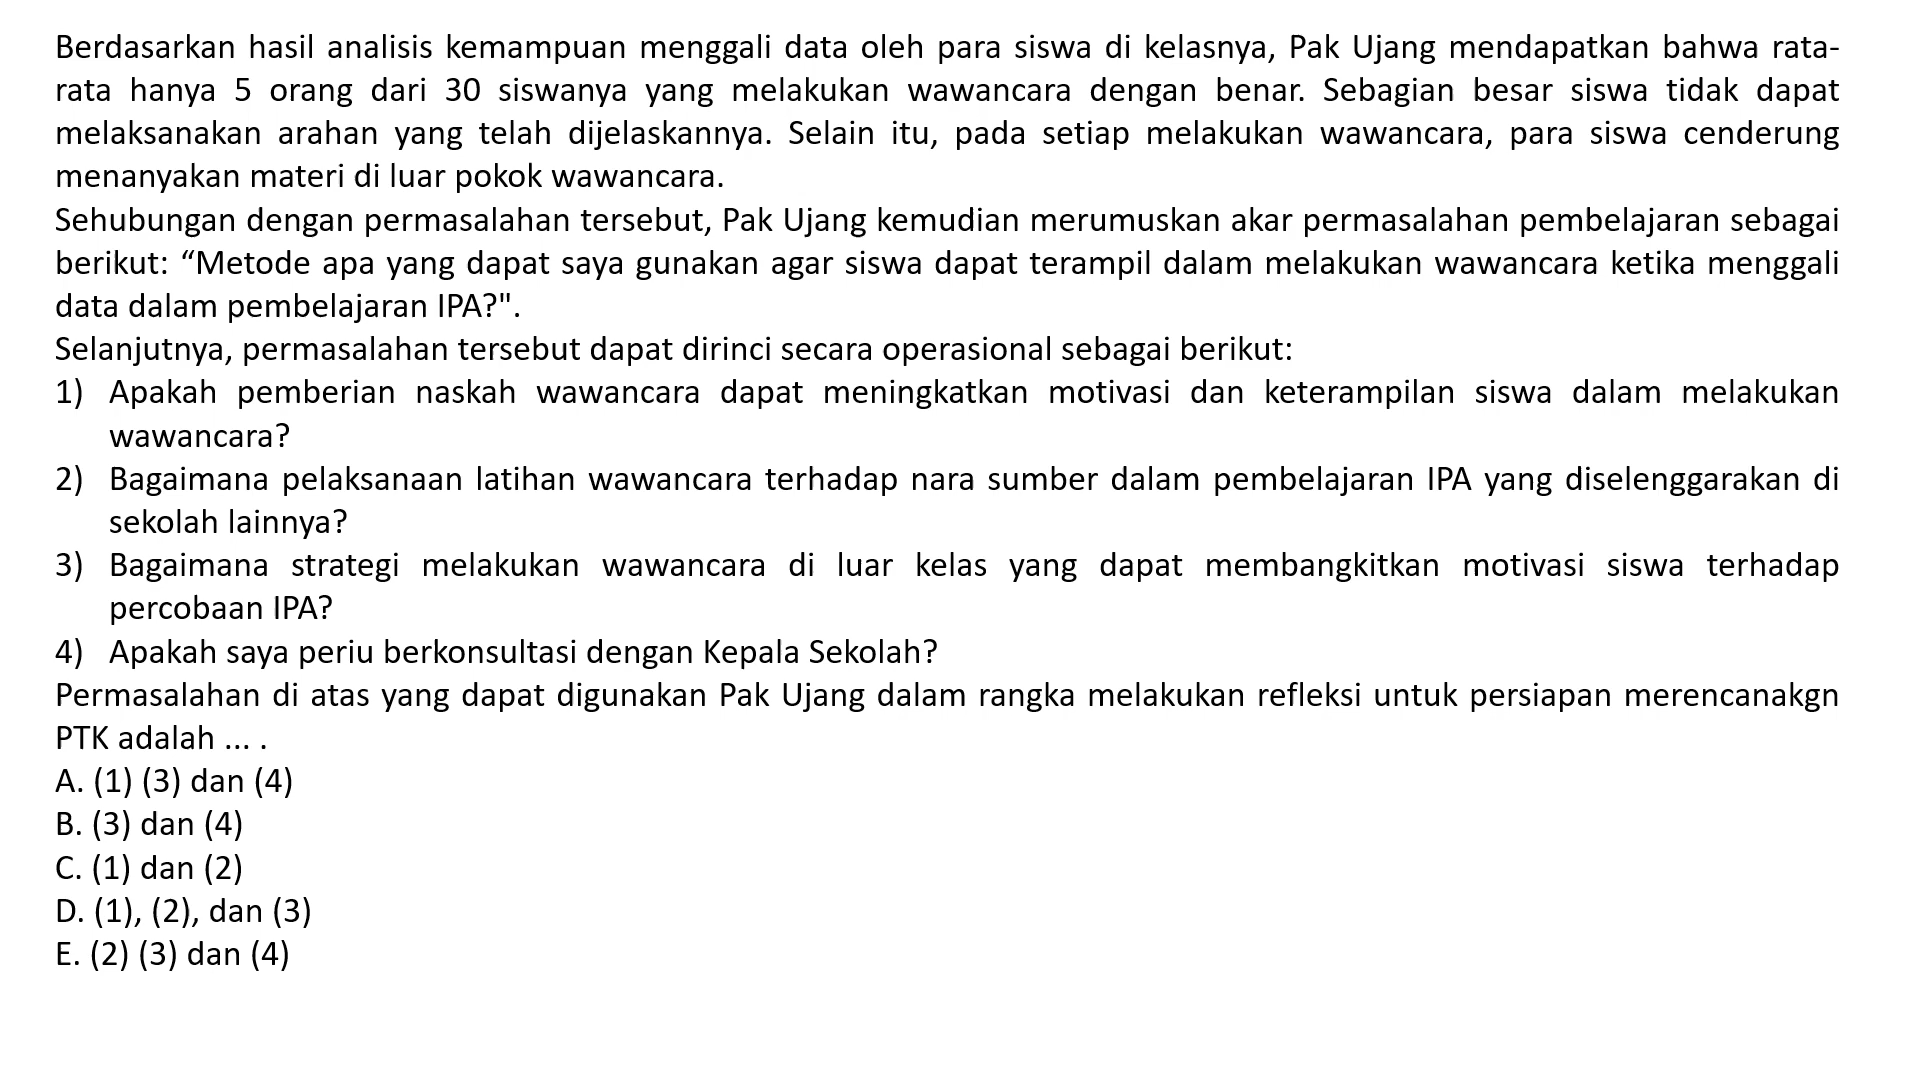 Berdasarkan hasil analisis kemampuan menggali data oleh para siswa di kelasnya, Pak Ujang mendapatkan bahwa rata-
rata hanya 5 orang dari 30 siswanya yang melakukan wawancara dengan benar. Sebagian besar siswa tidak dapat
melaksanakan arahan yang telah dijelaskannya. Selain itu, pada setiap melakukan wawancara, para siswa cenderung
menanyakan materi di luar pokok wawancara.
Sehubungan dengan permasalahan tersebut, Pak Ujang kemudian merumuskan akar permasalahan pembelajaran sebagai
berikut: “Metode apa yang dapat saya gunakan agar siswa dapat terampil dalam melakukan wawancara ketika menggali
data dalam pembelajaran IPA?".
Selanjutnya, permasalahan tersebut dapat dirinci secara operasional sebagai berikut:
1) Apakah pemberian naskah wawancara dapat meningkatkan motivasi dan keterampilan siswa dalam melakukan
wawancara?
2) Bagaimana pelaksanaan latihan wawancara terhadap nara sumber dalam pembelajaran IPA yang diselenggarakan di
sekolah lainnya?
3) Bagaimana strategi melakukan wawancara di luar kelas yang dapat membangkitkan motivasi siswa terhadap
percobaan IPA?
4) Apakah saya periu berkonsultasi dengan Kepala Sekolah?
Permasalahan di atas yang dapat digunakan Pak Ujang dalam rangka melakukan refleksi untuk persiapan merencanakgn
PTK adalah ... .
A. (1) (3) dan (4)
B. (3) dan (4)
C. (1) dan (2)
D. (1), (2), dan (3)
E. (2) (3) dan (4)